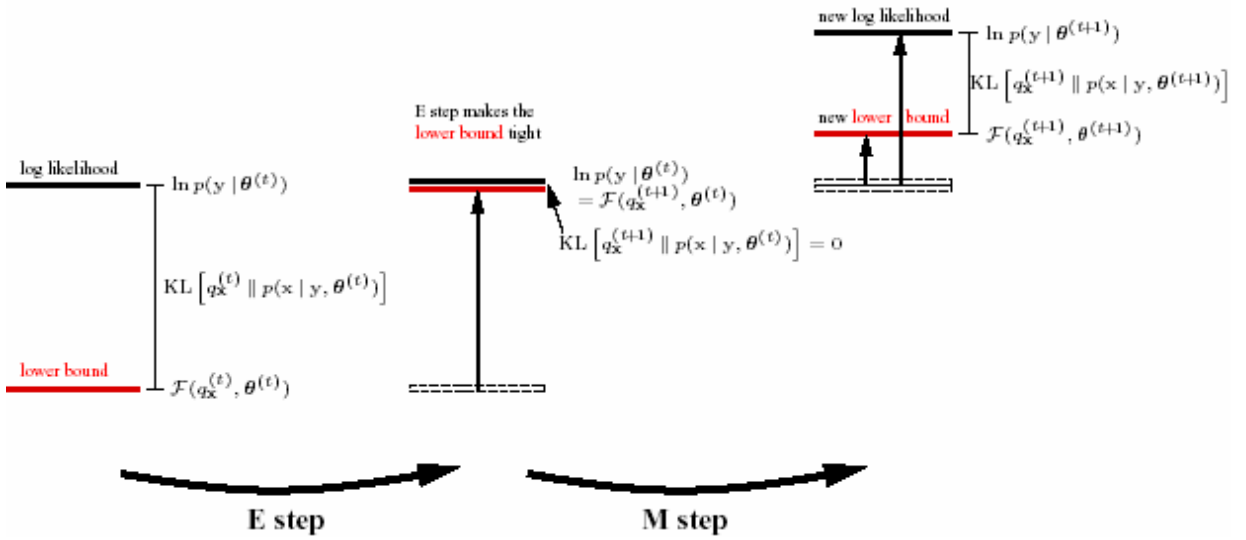 log likelihood
ln p(y | θ^(t))
KL [q_x^(t) ∥ p(x | y, θ^(t))]
lower bound
F(q_x^(t), θ^(t))
E step makes the
lower bound tight
ln p(y | θ^(t))
= F(q_x^(t+1), θ^(t))
KL [q_x^(t+1) ∥ p(x | y, θ^(t))] = 0
new log likelihood
ln p(y | θ^(t+1))
KL [q_x^(t+1) ∥ p(x | y, θ^(t+1))]
new lower bound
F(q_x^(t+1), θ^(t+1))
E step
M step